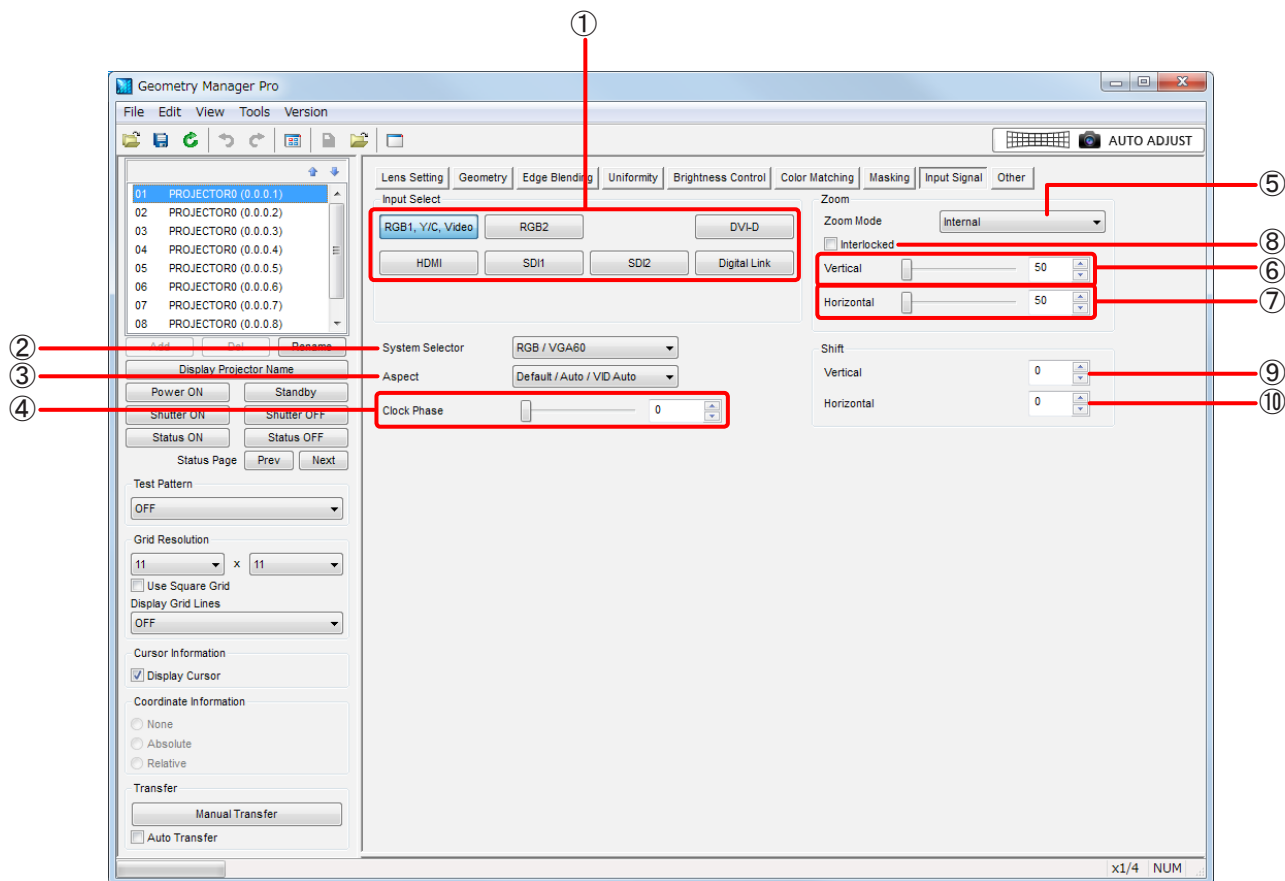 ①
Geometry Manager Pro
File Edit View Tools Version
AUTO ADJUST
01 PROJECTOR0 (0.0.0.1)
02 PROJECTOR0 (0.0.0.2)
03 PROJECTOR0 (0.0.0.3)
04 PROJECTOR0 (0.0.0.4)
05 PROJECTOR0 (0.0.0.5)
06 PROJECTOR0 (0.0.0.6)
07 PROJECTOR0 (0.0.0.7)
08 PROJECTOR0 (0.0.0.8)
Add Del Rename
Display Projector Name
Power ON Standby
Shutter ON Shutter OFF
Status ON Status OFF
Status Page Prev Next
Test Pattern
OFF
Grid Resolution
11 x 11
Use Square Grid
Display Grid Lines
OFF
Cursor Information
Display Cursor
Coordinate Information
None
Absolute
Relative
Transfer
Manual Transfer
Auto Transfer
Lens Setting Geometry Edge Blending Uniformity Brightness Control Color Matching Masking Input Signal Other
Input Select
RGB1, Y/C, Video RGB2 DVI-D
HDMI SDI1 SDI2 Digital Link
② System Selector RGB / VGA60
③ Aspect Default / Auto / VID Auto
④ Clock Phase 0
Zoom
Zoom Mode Internal ⑤
Interlocked ⑧
Vertical 50 ⑥
Horizontal 50 ⑦
Shift
Vertical 0 ⑨
Horizontal 0 ⑩
x1/4 NUM